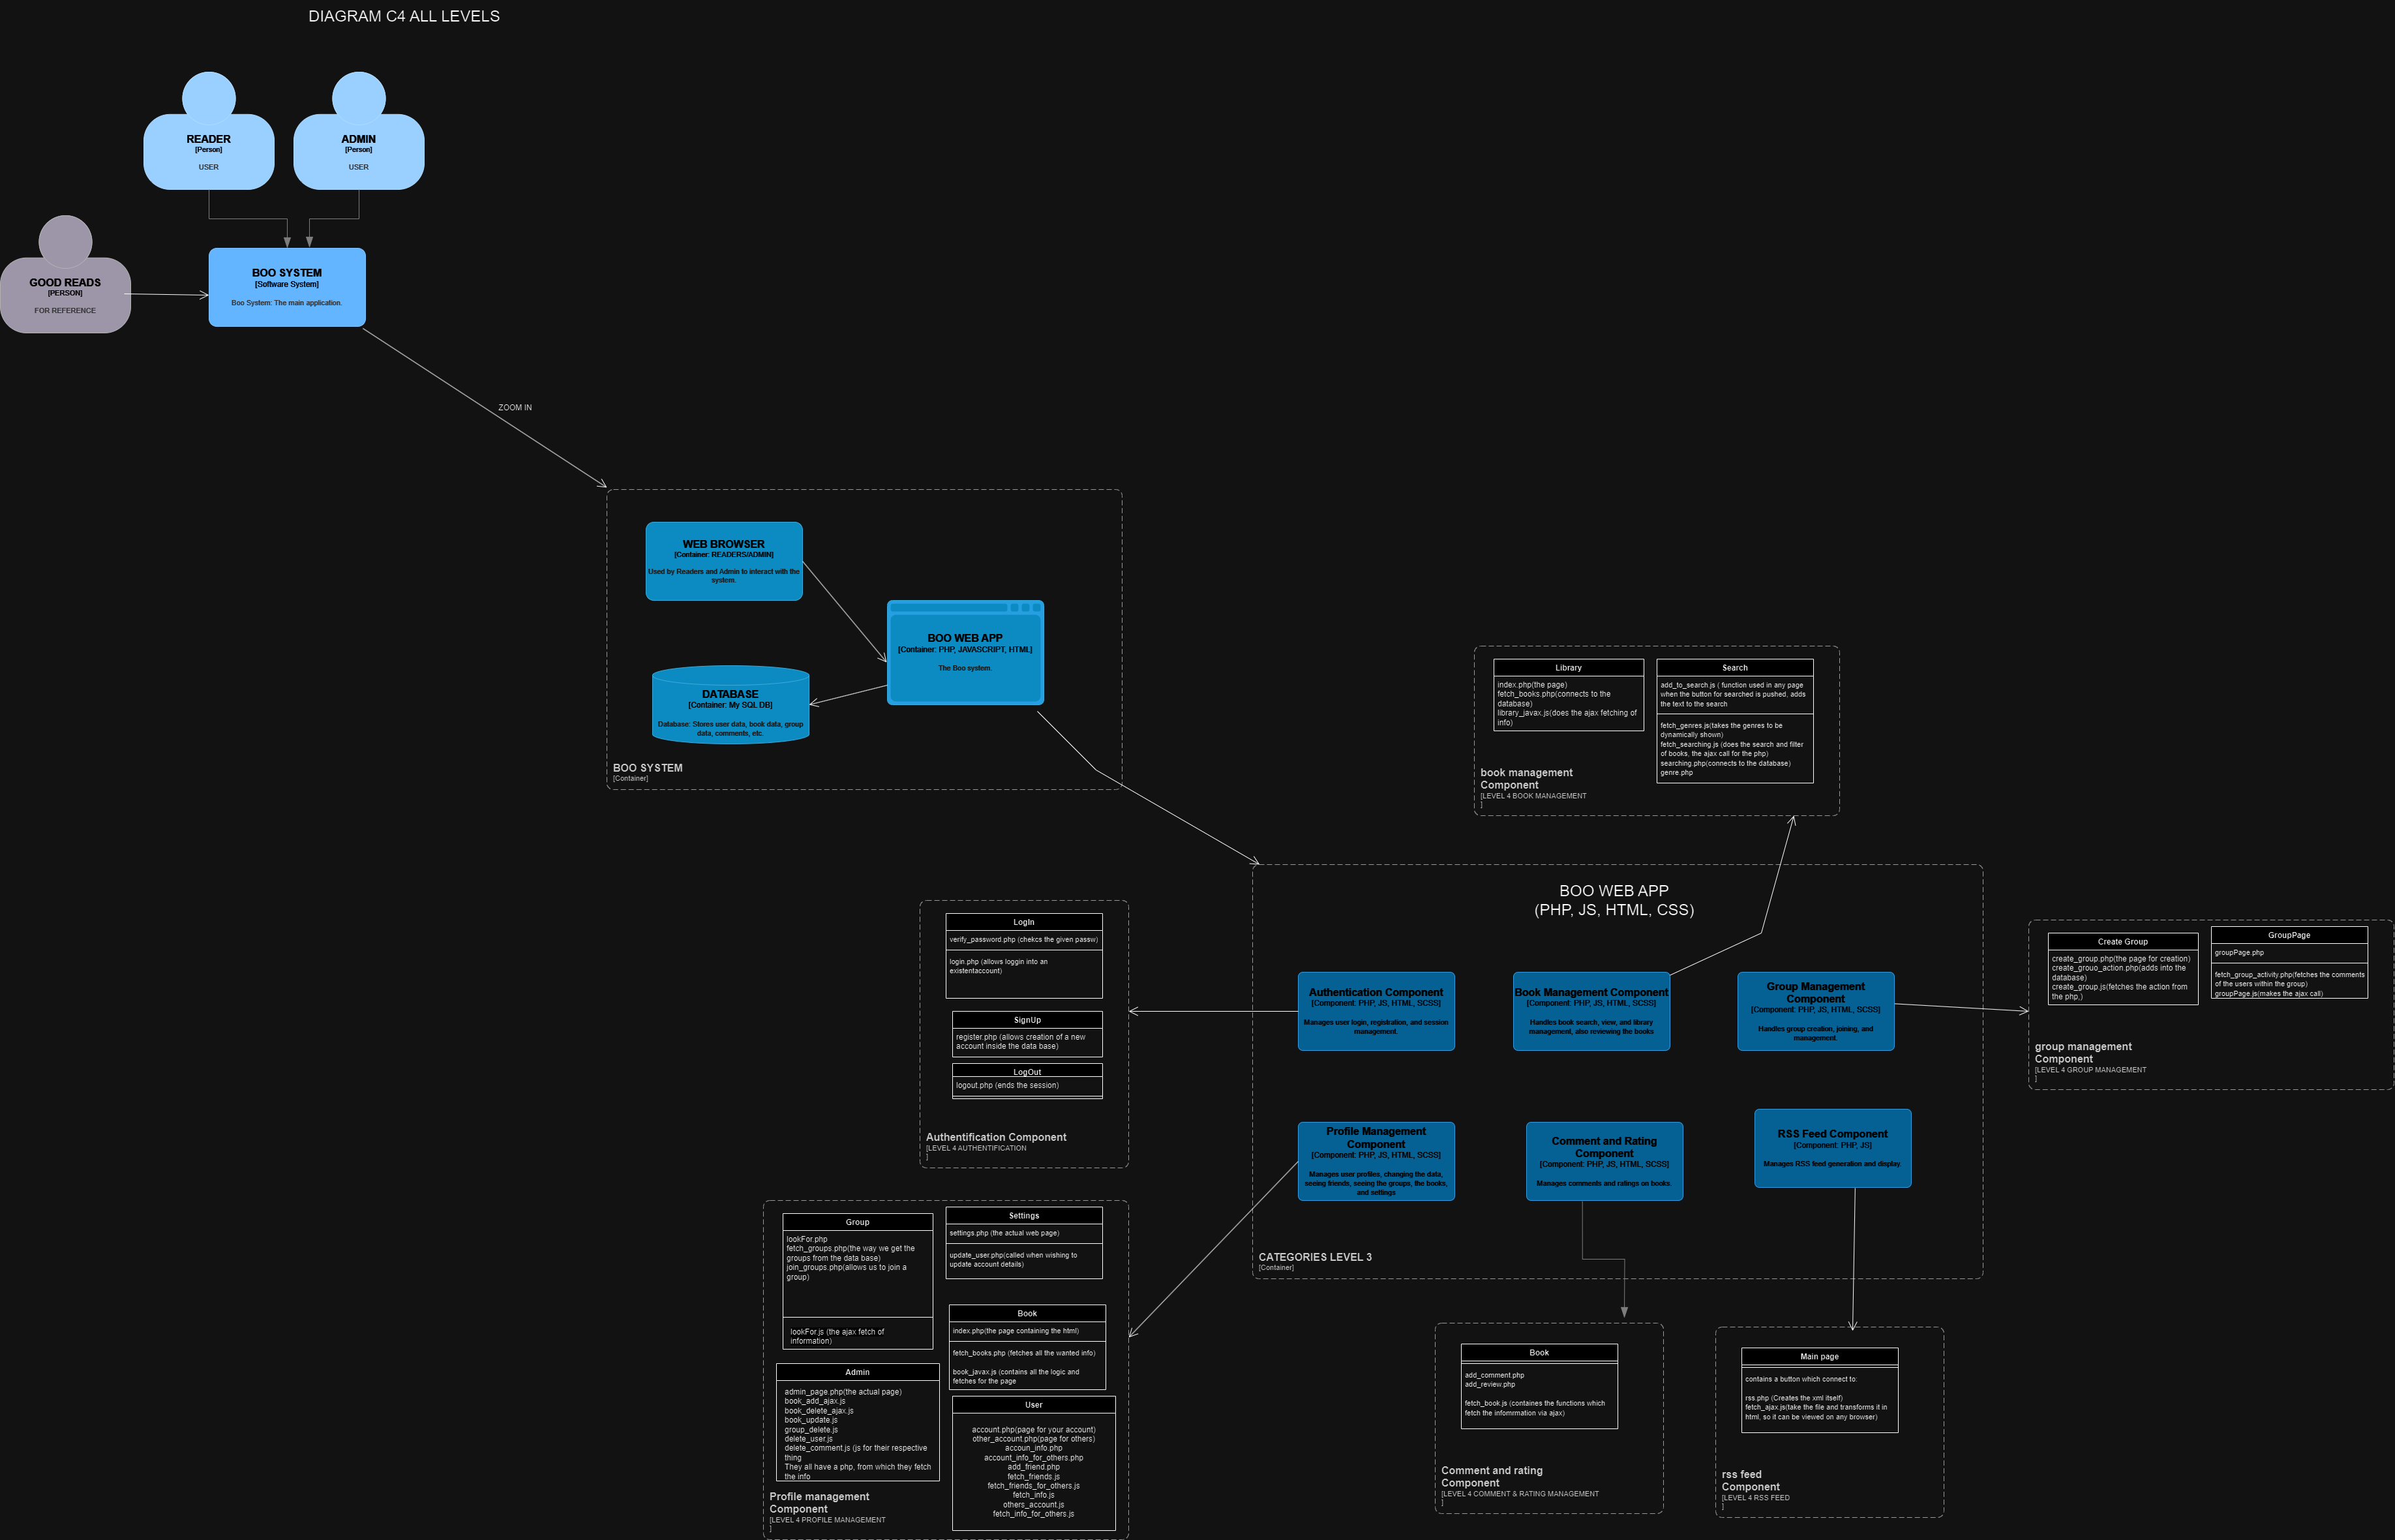 DIAGRAM C4 ALL LEVELS
READER
[Person]
USER
ADMIN
[Person]
USER
GOOD READS
[PERSON]
FOR REFERENCE
BOO SYSTEM
[Software System]
Boo System: The main application.
ZOOM IN
WEB BROWSER
[Container: READERS/ADMIN]
Used by Readers and Admin to interact with the
system.
BOO WEB APP
[Container: PHP, JAVASCRIPT, HTML]
The Boo system.
DATABASE
[Container: My SQL DB]
Database: Stores user data, book data, group
data, comments, etc.
BOO SYSTEM
[Container]
Library
index.php(the page)
fetch_books.php(connects to the
database)
library_javax.js(does the ajax fetching of
info)
Search
add_to_search.js ( function used in any page
when the button for searched is pushed, adds
the text to the search
fetch_genres.js(takes the genres to be
dynamically shown)
fetch_searching.js (does the search and filter
of books, the ajax call for the php)
searching.php(connects to the database)
genre.php
book management
Component
[LEVEL 4 BOOK MANAGEMENT
]
BOO WEB APP
(PHP, JS, HTML, CSS)
Authentication Component
[Component: PHP, JS, HTML, SCSS]
Manages user login, registration, and session
management.
Book Management Component
[Component: PHP, JS, HTML, SCSS]
Handles book search, view, and library
management, also reviewing the books
Group Management
Component
[Component: PHP, JS, HTML, SCSS]
Handles group creation, joining, and
management.
Profile Management
Component
[Component: PHP, JS, HTML, SCSS]
Manages user profiles, changing the data,
seeing friends, seeing the groups, the books,
and settings
Comment and Rating
Component
[Component: PHP, JS, HTML, SCSS]
Manages comments and ratings on books.
RSS Feed Component
[Component: PHP, JS]
Manages RSS feed generation and display.
CATEGORIES LEVEL 3
[Container]
LogIn
verify_password.php (chekcs the given passw)
login.php (allows loggin into an
existentaccount)
SignUp
register.php (allows creation of a new
account inside the data base)
LogOut
logout.php (ends the session)
Authentification Component
[LEVEL 4 AUTHENTIFICATION
]
Create Group
create_group.php(the page for creation)
create_grouo_action.php(adds into the
database)
create_group.js(fetches the action from
the php,)
GroupPage
groupPage.php
fetch_group_activity.php(fetches the comments
of the users within the group)
groupPage.js(makes the ajax call)
group management
Component
[LEVEL 4 GROUP MANAGEMENT
]
Group
lookFor.php
fetch_groups.php(the way we get the
groups from the data base)
join_groups.php(allows us to join a
group)
lookFor.js (the ajax fetch of
information)
Settings
settings.php (the actual web page)
update_user.php(called when wishing to
update account details)
Book
index.php(the page containing the html)
fetch_books.php (fetches all the wanted info)
book_javax.js (contains all the logic and
fetches for the page
Admin
admin_page.php(the actual page)
book_add_ajax.js
book_delete_ajax.js
book_update.js
group_delete.js
delete_user.js
delete_comment.js (js for their respective
thing
They all have a php, from which they fetch
the info
User
account.php(page for your account)
other_account.php(page for others)
accoun_info.php
account_info_for_others.php
add_friend.php
fetch_friends.js
fetch_friends_for_others.js
fetch_info.js
others_account.js
fetch_info_for_others.js
Profile management
Component
[LEVEL 4 PROFILE MANAGEMENT
]
Book
add_comment.php
add_review.php
fetch_book.js (containes the functions which
fetch the infomrmation via ajax)
Comment and rating
Component
[LEVEL 4 COMMENT & RATING MANAGEMENT
]
Main page
contains a button which connect to:
rss.php (Creates the xml itself)
fetch_ajax.js(take the file and transforms it in
html, so it can be viewed on any browser)
rss feed
Component
[LEVEL 4 RSS FEED
]